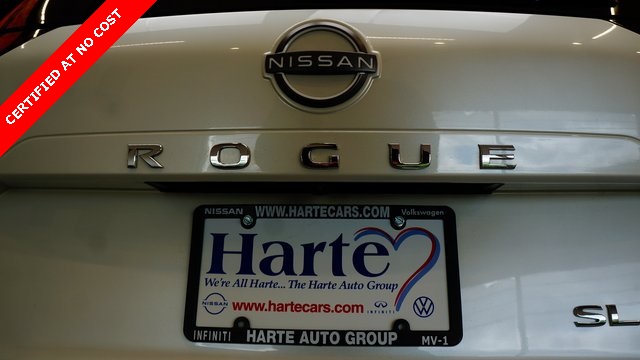 CERTIFIED AT NO COST
NISSAN
ROGUE
NISSAN WWW.HARTECARS.COM Volkswagen
Harte
We're All Harte... The Harte Auto Group
NISSAN www.hartecars.com INFINITI
INFINITI HARTE AUTO GROUP MV-1
SL